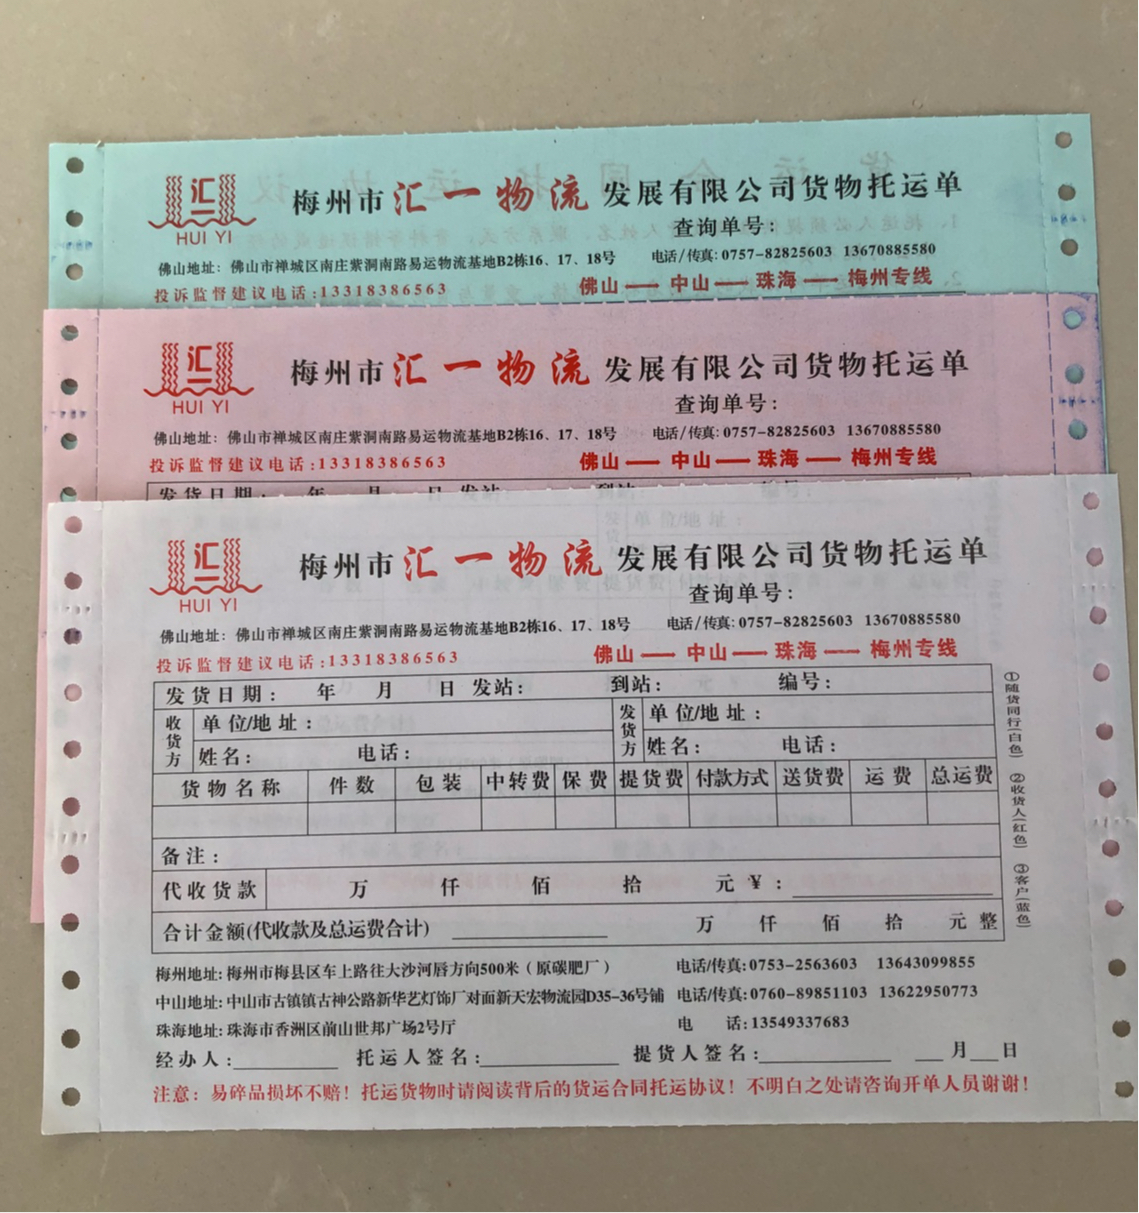 梅州市汇一物流发展有限公司货物托运单
HUI YI
查询单号:
佛山地址: 佛山市禅城区南庄紫洞南路易运物流基地B2栋16、17、18号 电话/传真: 0757-82825603 13670885580
投诉监督建议电话:13318386563 佛山——中山——珠海——梅州专线
梅州市汇一物流发展有限公司货物托运单
HUI YI
查询单号:
佛山地址: 佛山市禅城区南庄紫洞南路易运物流基地B2栋16、17、18号 电话/传真: 0757-82825603 13670885580
投诉监督建议电话:13318386563 佛山——中山——珠海——梅州专线
发货日期: 年 月 日 发站: 到站: 编号:
梅州市汇一物流发展有限公司货物托运单
HUI YI
查询单号:
佛山地址: 佛山市禅城区南庄紫洞南路易运物流基地B2栋16、17、18号 电话/传真: 0757-82825603 13670885580
投诉监督建议电话:13318386563 佛山——中山——珠海——梅州专线
发货日期: 年 月 日 发站: 到站: 编号:
收货方 单位/地址: 发货方 单位/地址:
姓名: 电话: 姓名: 电话:
货物名称 件数 包装 中转费 保费 提货费 付款方式 送货费 运费 总运费
备注:
代收货款 万 仟 佰 拾 元 ¥:
合计金额(代收款及总运费合计) 万 仟 佰 拾 元 整
①随货同行(白色) ②收货人(红色) ③客户(蓝色)
梅州地址: 梅州市梅县区车上路往大沙河唇方向500米(原碳肥厂) 电话/传真: 0753-2563603 13643099855
中山地址: 中山市古镇镇古神公路新华艺灯饰厂对面新天宏物流园D35-36号铺 电话/传真: 0760-89851103 13622950773
珠海地址: 珠海市香洲区前山世邦广场2号厅 电 话: 13549337683
经办人: 托运人签名: 提货人签名: 月 日
注意: 易碎品损坏不赔! 托运货物时请阅读背后的货运合同托运协议! 不明白之处请咨询开单人员谢谢!